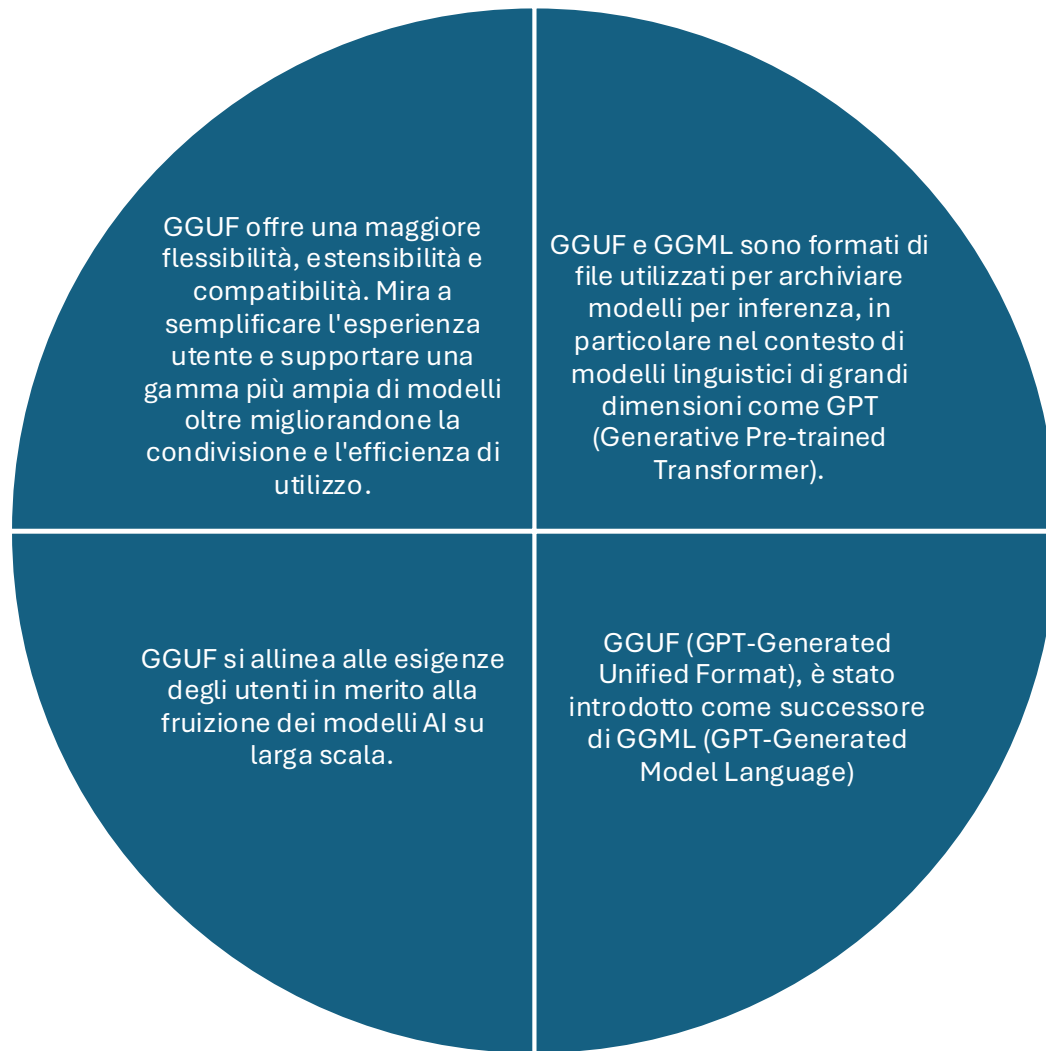 GGUF offre una maggiore
flessibilità, estensibilità e
compatibilità. Mira a
semplificare l'esperienza
utente e supportare una
gamma più ampia di modelli
oltre migliorandone la
condivisione e l'efficienza di
utilizzo.
GGUF e GGML sono formati di
file utilizzati per archiviare
modelli per inferenza, in
particolare nel contesto di
modelli linguistici di grandi
dimensioni come GPT
(Generative Pre-trained
Transformer).
GGUF si allinea alle esigenze
degli utenti in merito alla
fruizione dei modelli AI su
larga scala.
GGUF (GPT-Generated
Unified Format), è stato
introdotto come successore
di GGML (GPT-Generated
Model Language)